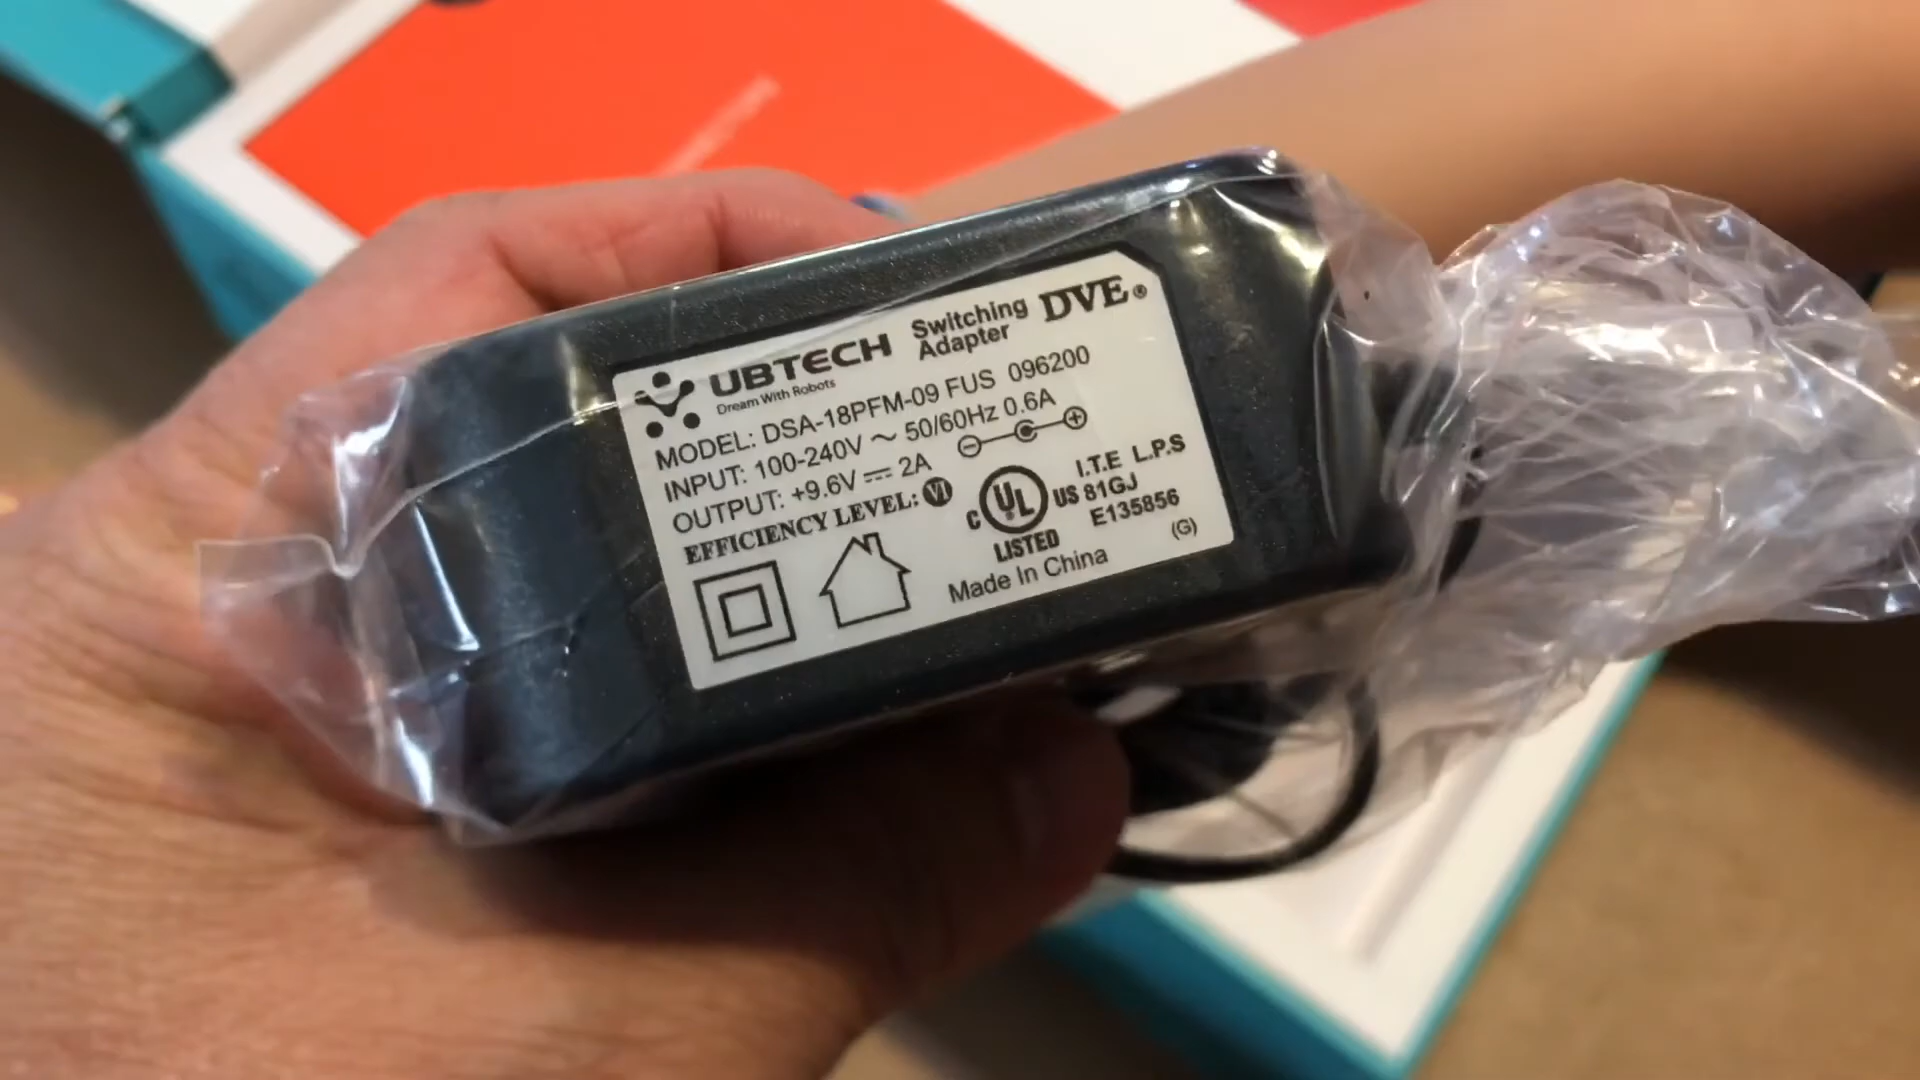 UBTECH Switching Adapter DVE®
Dream With Robots
MODEL: DSA-18PFM-09 FUS 096200
INPUT: 100-240V ~ 50/60Hz 0.6A
OUTPUT: +9.6V ⎓ 2A
EFFICIENCY LEVEL: VI
I.T.E L.P.S
C UL US 81GJ
LISTED E135856
Made In China (G)